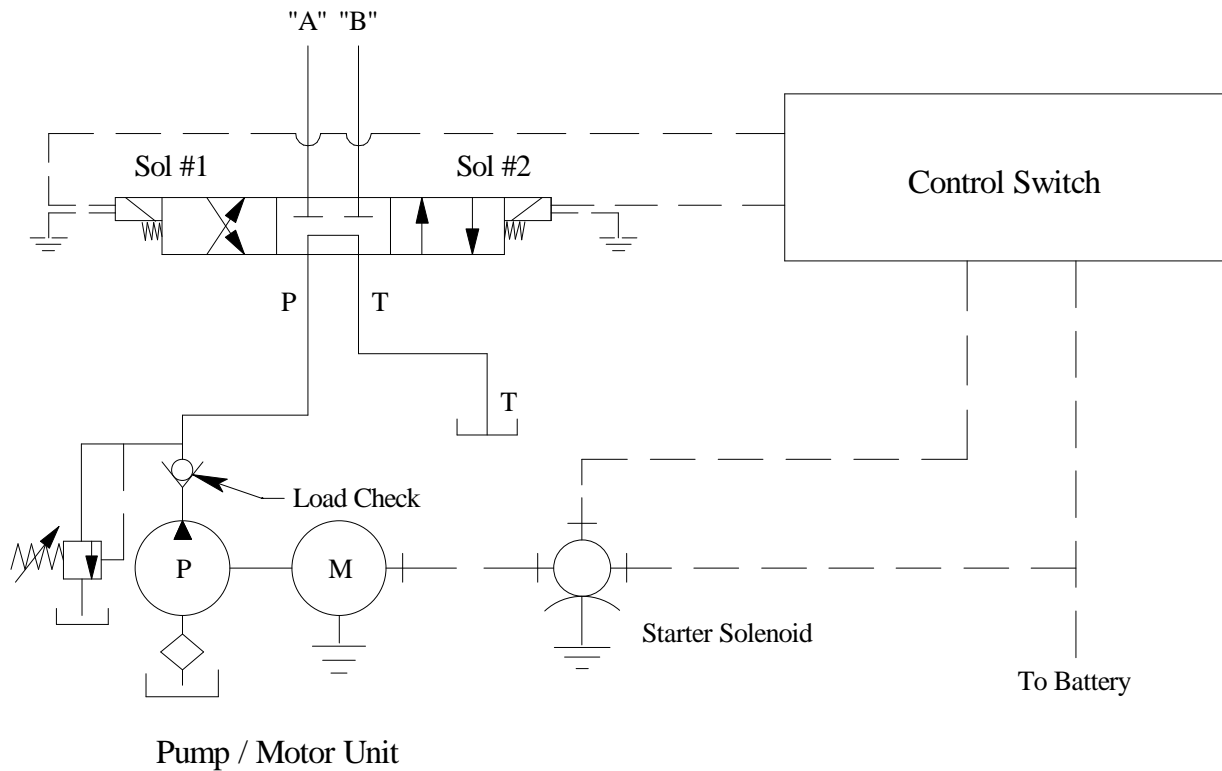 "A" "B"
Sol #1
Sol #2
Control Switch
P
T
T
Load Check
P
M
Starter Solenoid
To Battery
Pump / Motor Unit